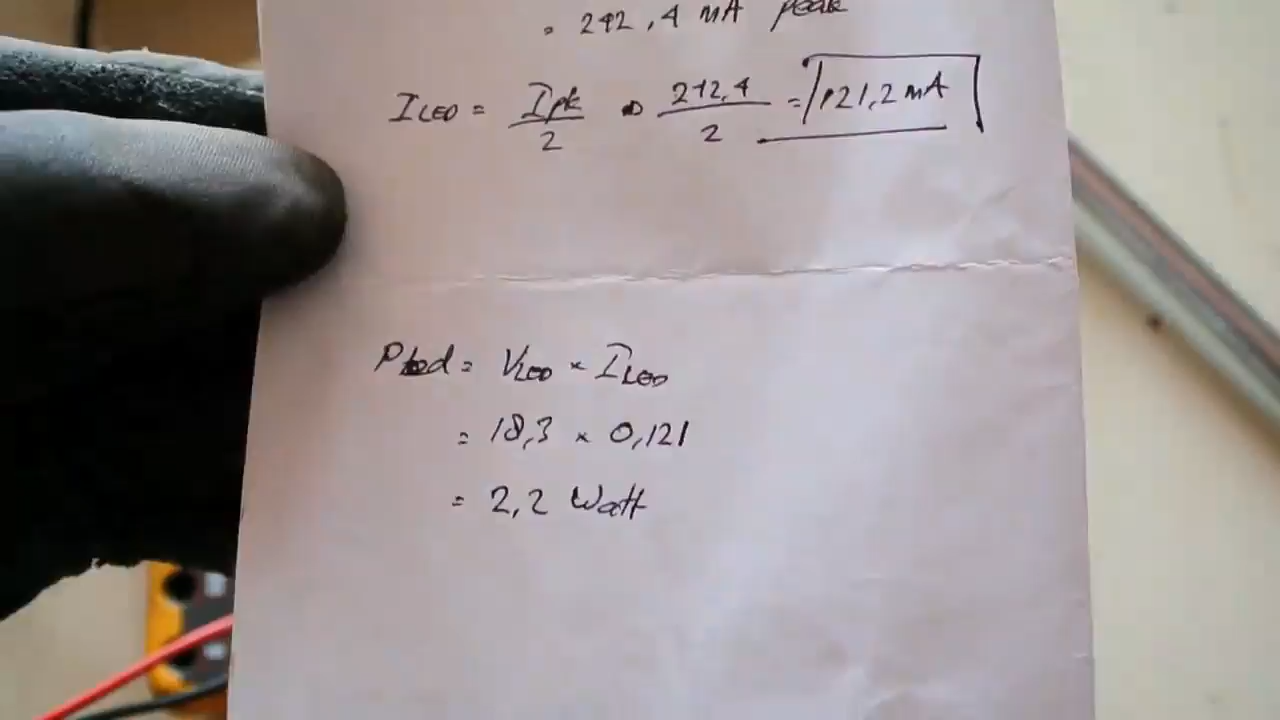 = 242,4 mA peak
ILED = Ipk/2 => 242,4/2 = 121,2 mA
Pled = VLED × ILED
= 18,3 × 0,121
= 2,2 Watt